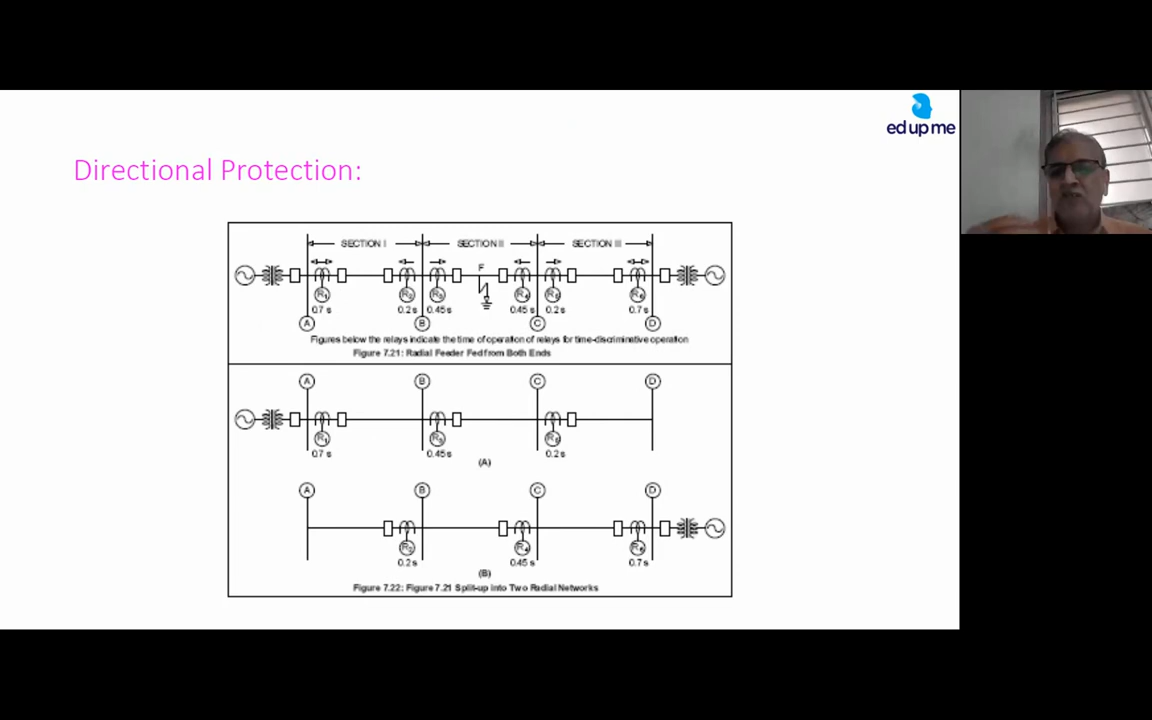 ed up me
Directional Protection:
SECTION I SECTION II SECTION III
F
R1 R2 R3 R4 R5 R6
0.7 s 0.2 s 0.45 s 0.45 s 0.2 s 0.7 s
A B C D
Figures below the relays indicate the time of operation of relays for time-discriminative operation
Figure 7.21: Radial Feeder Fed from Both Ends
A B C D
R1 R3 R5
0.7 s 0.45 s 0.2 s
(A)
A B C D
R2 R4 R6
0.2 s 0.45 s 0.7 s
(B)
Figure 7.22: Figure 7.21 Split-up into Two Radial Networks